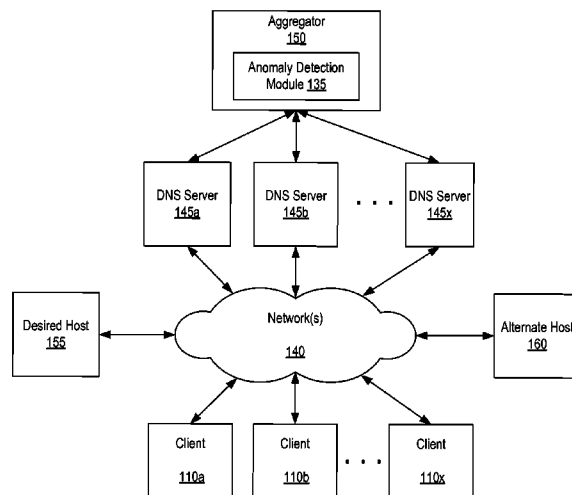 Aggregator
150
Anomaly Detection
Module 135
DNS Server
145a
DNS Server
145b
. . .
DNS Server
145x
Desired Host
155
Network(s)
140
Alternate Host
160
Client
110a
Client
110b
. . .
Client
110x